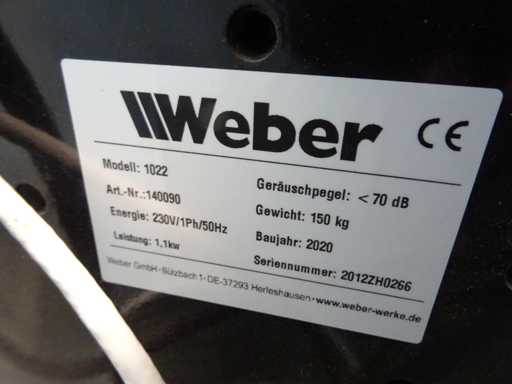 Weber CE
Modell: 1022
Art.-Nr.:140090
Energie: 230V/1Ph/50Hz
Leistung: 1,1kw
Geräuschpegel: < 70 dB
Gewicht: 150 kg
Baujahr: 2020
Seriennummer: 2012ZH0266
Weber GmbH · Sülzbach 1 · DE-37293 Herleshausen · www.weber-werke.de